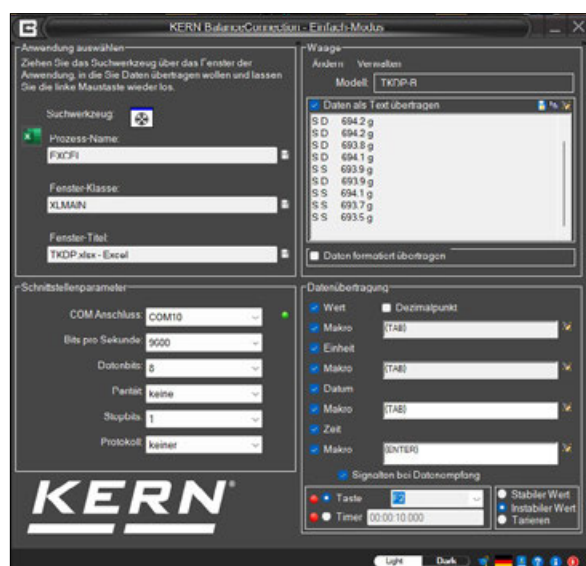 KERN BalanceConnection - Einfach-Modus
Anwendung auswählen
Ziehen Sie das Suchwerkzeug über das Fenster der
Anwendung, in die Sie Daten übertragen wollen und lassen
Sie die linke Maustaste wieder los.
Suchwerkzeug:
Prozess-Name:
EXCEL
Fenster-Klasse:
XLMAIN
Fenster-Titel:
TKDP.xlsx - Excel
Waage
Ändern Verwalten
Modell: TKDP-B
Daten als Text übertragen
S D 694.2 g
S D 694.2 g
S D 693.8 g
S D 694.1 g
S S 693.9 g
S D 693.9 g
S S 694.1 g
S S 693.7 g
S S 693.5 g
Daten formatiert übertragen
Schnittstellenparameter
COM Anschluss: COM10
Bits pro Sekunde: 9600
Datenbits: 8
Parität: keine
Stopbits: 1
Protokoll: keiner
KERN
Datenübertragung
Wert Dezimalpunkt
Makro {TAB}
Einheit
Makro {TAB}
Datum
Makro {TAB}
Zeit
Makro {ENTER}
Signalton bei Datenempfang
Taste F2
Timer 00:00:10.000
Stabiler Wert
Instabiler Wert
Tarieren
Light Dark